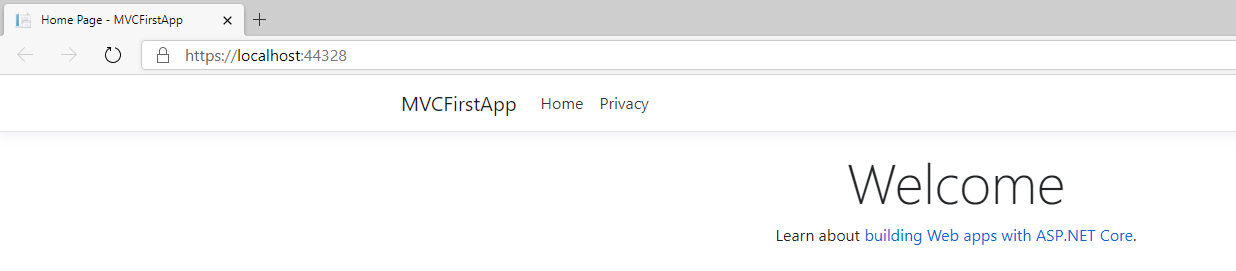 Home Page - MVCFirstApp
https://localhost:44328
MVCFirstApp Home Privacy
Welcome
Learn about building Web apps with ASP.NET Core.